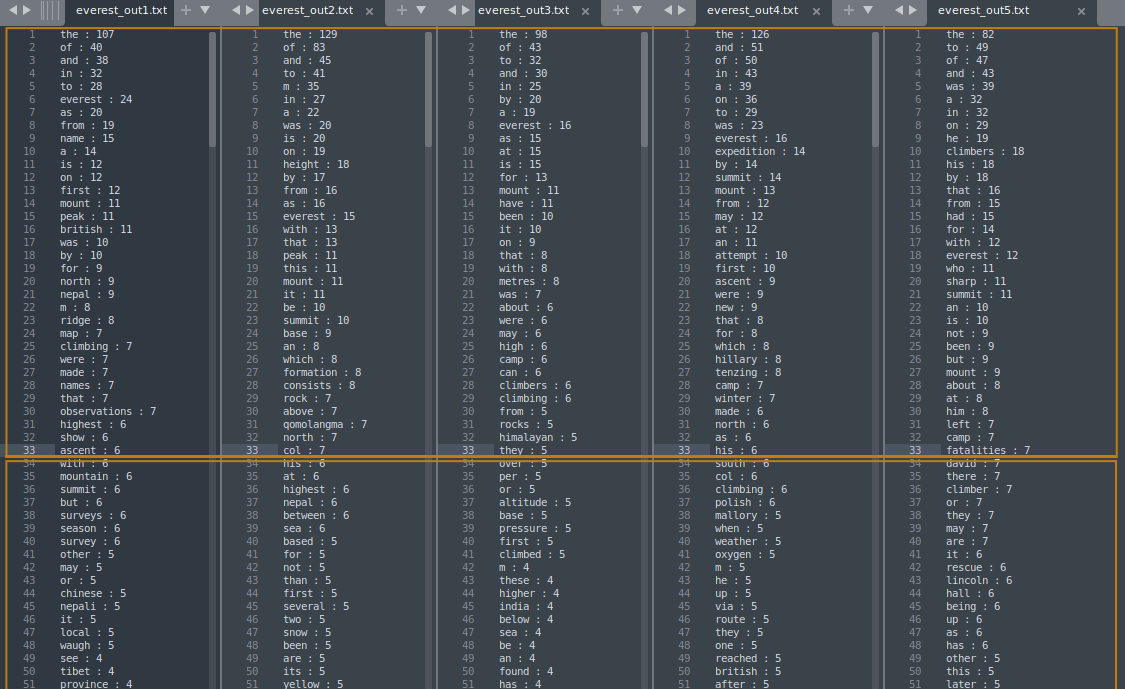 everest_out1.txt
1 the : 107
2 of : 40
3 and : 38
4 in : 32
5 to : 28
6 everest : 24
7 as : 20
8 from : 19
9 name : 15
10 a : 14
11 is : 12
12 on : 12
13 first : 12
14 mount : 11
15 peak : 11
16 british : 11
17 was : 10
18 by : 10
19 for : 9
20 north : 9
21 nepal : 9
22 m : 8
23 ridge : 8
24 map : 7
25 climbing : 7
26 were : 7
27 made : 7
28 names : 7
29 that : 7
30 observations : 7
31 highest : 6
32 show : 6
33 ascent : 6
34 with : 6
35 mountain : 6
36 summit : 6
37 but : 6
38 surveys : 6
39 season : 6
40 survey : 6
41 other : 5
42 may : 5
43 or : 5
44 chinese : 5
45 nepali : 5
46 it : 5
47 local : 5
48 waugh : 5
49 see : 4
50 tibet : 4
51 province : 4
everest_out2.txt
1 the : 129
2 of : 83
3 and : 45
4 to : 41
5 m : 35
6 in : 27
7 a : 22
8 was : 20
9 is : 20
10 on : 19
11 height : 18
12 by : 17
13 from : 16
14 as : 16
15 everest : 15
16 with : 13
17 that : 13
18 peak : 11
19 this : 11
20 mount : 11
21 it : 11
22 be : 10
23 summit : 10
24 base : 9
25 an : 8
26 which : 8
27 formation : 8
28 consists : 8
29 rock : 7
30 above : 7
31 qomolangma : 7
32 north : 7
33 col : 7
34 his : 6
35 at : 6
36 highest : 6
37 nepal : 6
38 between : 6
39 sea : 6
40 based : 5
41 for : 5
42 not : 5
43 than : 5
44 first : 5
45 several : 5
46 two : 5
47 snow : 5
48 been : 5
49 are : 5
50 its : 5
51 yellow : 5
everest_out3.txt
1 the : 98
2 of : 43
3 to : 32
4 and : 30
5 in : 25
6 by : 20
7 a : 19
8 everest : 16
9 as : 15
10 at : 15
11 is : 15
12 for : 13
13 mount : 11
14 have : 11
15 been : 10
16 it : 10
17 on : 9
18 that : 8
19 with : 8
20 metres : 8
21 was : 7
22 about : 6
23 were : 6
24 may : 6
25 high : 6
26 camp : 6
27 can : 6
28 climbers : 6
29 climbing : 6
30 from : 5
31 rocks : 5
32 himalayan : 5
33 they : 5
34 over : 5
35 per : 5
36 or : 5
37 altitude : 5
38 base : 5
39 pressure : 5
40 first : 5
41 climbed : 5
42 m : 4
43 these : 4
44 higher : 4
45 india : 4
46 below : 4
47 sea : 4
48 be : 4
49 an : 4
50 found : 4
51 has : 4
everest_out4.txt
1 the : 126
2 and : 51
3 of : 50
4 in : 43
5 a : 39
6 on : 36
7 to : 29
8 was : 23
9 everest : 16
10 expedition : 14
11 by : 14
12 summit : 14
13 mount : 13
14 from : 12
15 may : 12
16 at : 12
17 an : 11
18 attempt : 10
19 first : 10
20 ascent : 9
21 were : 9
22 new : 9
23 that : 8
24 for : 8
25 which : 8
26 hillary : 8
27 tenzing : 8
28 camp : 7
29 winter : 7
30 made : 6
31 north : 6
32 as : 6
33 his : 6
34 south : 6
35 col : 6
36 climbing : 6
37 polish : 6
38 mallory : 5
39 when : 5
40 weather : 5
41 oxygen : 5
42 m : 5
43 he : 5
44 up : 5
45 via : 5
46 route : 5
47 they : 5
48 one : 5
49 reached : 5
50 british : 5
51 after : 5
everest_out5.txt
1 the : 82
2 to : 49
3 of : 47
4 and : 43
5 was : 39
6 a : 32
7 in : 32
8 on : 29
9 he : 19
10 climbers : 18
11 his : 18
12 by : 18
13 that : 16
14 from : 15
15 had : 15
16 for : 14
17 with : 12
18 everest : 12
19 who : 11
20 sharp : 11
21 summit : 11
22 an : 10
23 is : 10
24 not : 9
25 been : 9
26 but : 9
27 mount : 9
28 about : 8
29 at : 8
30 him : 8
31 left : 7
32 camp : 7
33 fatalities : 7
34 david : 7
35 there : 7
36 climber : 7
37 or : 7
38 they : 7
39 may : 7
40 are : 7
41 it : 6
42 rescue : 6
43 lincoln : 6
44 hall : 6
45 being : 6
46 up : 6
47 as : 6
48 has : 6
49 other : 5
50 this : 5
51 later : 5